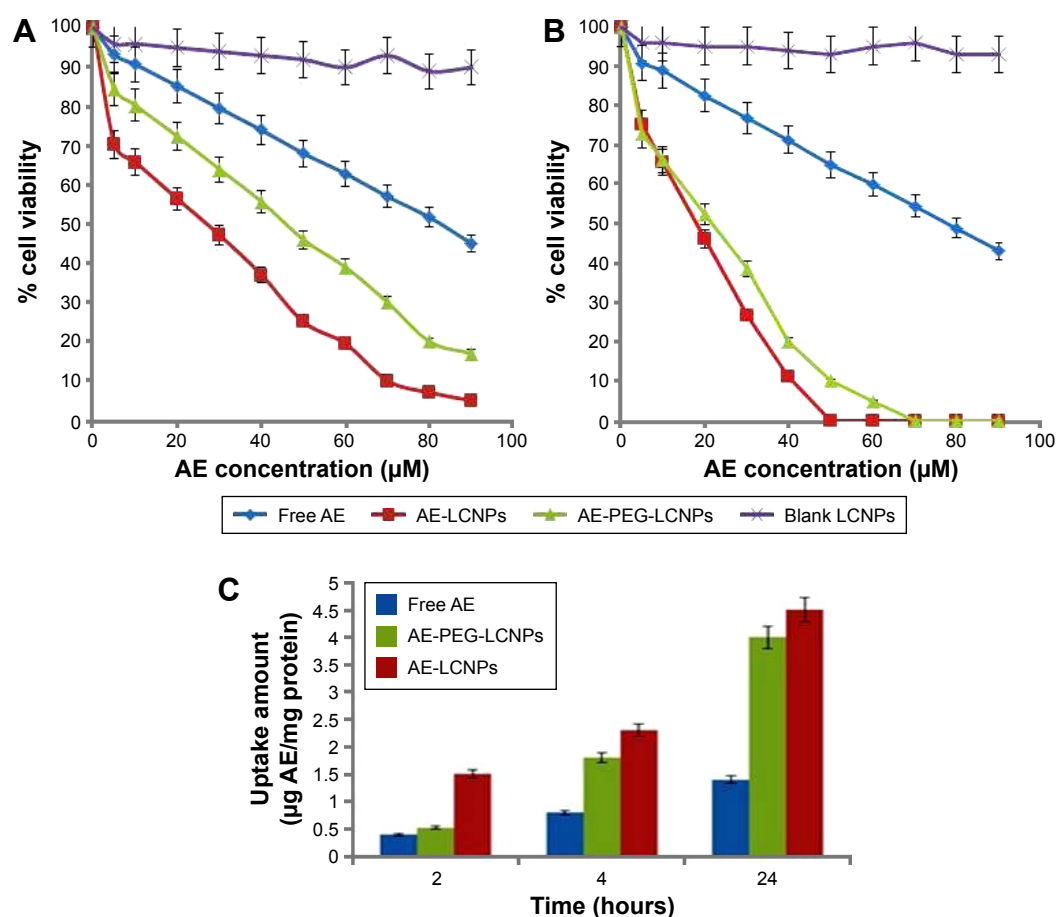 A
% cell viability
100
90
80
70
60
50
40
30
20
10
0
0 20 40 60 80 100
AE concentration (µM)
B
% cell viability
100
90
80
70
60
50
40
30
20
10
0
0 20 40 60 80 100
AE concentration (µM)
Free AE AE-LCNPs AE-PEG-LCNPs Blank LCNPs
C
Uptake amount
(µg AE/mg protein)
5
4.5
4
3.5
3
2.5
2
1.5
1
0.5
0
Free AE
AE-PEG-LCNPs
AE-LCNPs
2 4 24
Time (hours)